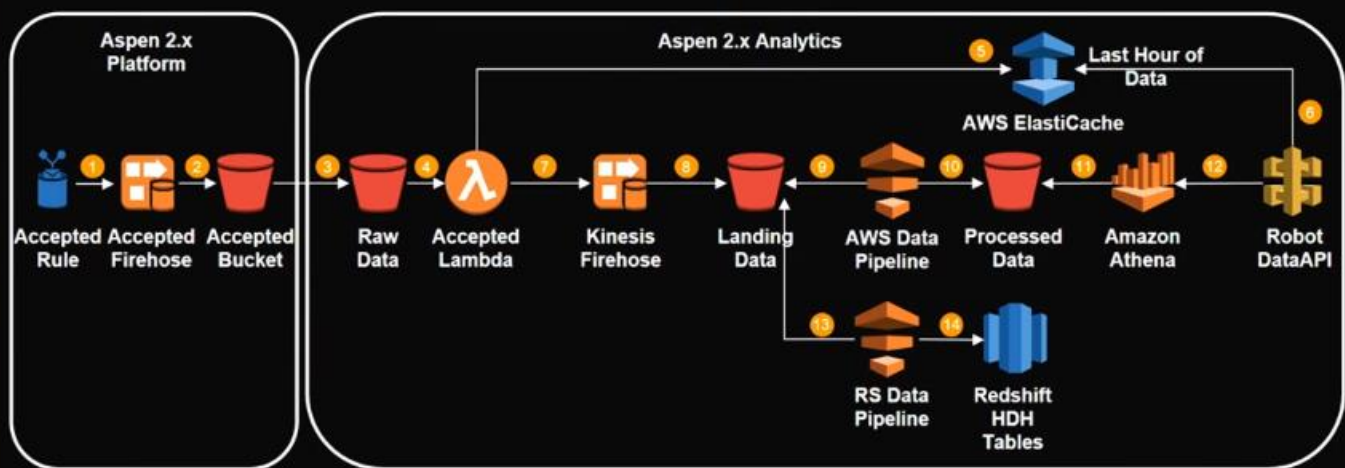 Aspen 2.x
Platform
Aspen 2.x Analytics
5
Last Hour of
Data
AWS ElastiCache
6
1
2
3
4
7
8
9
10
11
12
Accepted
Rule
Accepted
Firehose
Accepted
Bucket
Raw
Data
Accepted
Lambda
Kinesis
Firehose
Landing
Data
AWS Data
Pipeline
Processed
Data
Amazon
Athena
Robot
DataAPI
13
14
RS Data
Pipeline
Redshift
HDH
Tables